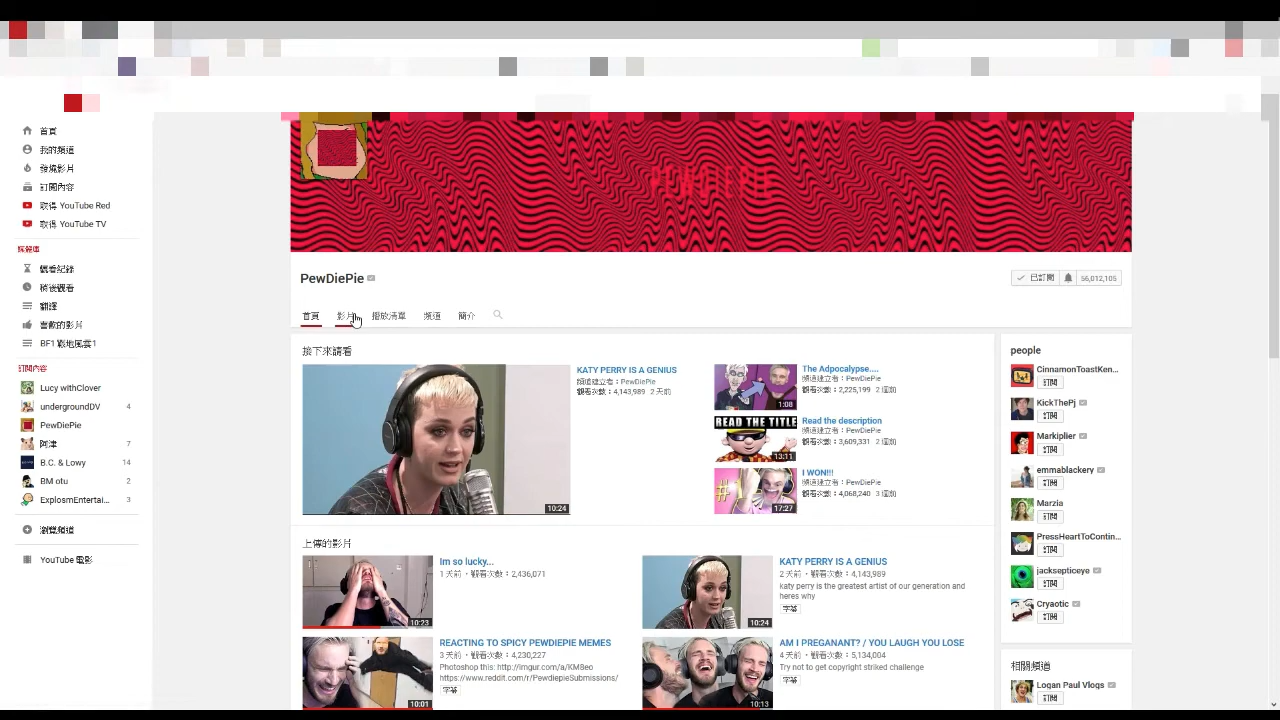 首頁
我的頻道
發燒影片
訂閱內容
取得 YouTube Red
取得 YouTube TV
媒體庫
觀看紀錄
稍後觀看
翻譯
喜歡的影片
BF1 戰地風雲1
訂閱內容
Lucy withClover
undergroundDV 4
PewDiePie
阿津 7
B.C. & Lowy 14
BM otu 2
ExplosmEntertai... 3
瀏覽頻道
YouTube 電影
PEWDIEPIE
PewDiePie
已訂閱 56,012,105
首頁 影片 播放清單 頻道 簡介
接下來請看
10:24
KATY PERRY IS A GENIUS
頻道建立者：PewDiePie
觀看次數：4,143,989 2 天前
1:08
The Adpocalypse....
頻道建立者：PewDiePie
觀看次數：2,225,199 2 週前
READ THE TITLE
13:11
Read the description
頻道建立者：PewDiePie
觀看次數：3,609,331 2 週前
17:27
I WON!!!
頻道建立者：PewDiePie
觀看次數：4,068,240 3 週前
上傳的影片
10:23
Im so lucky...
1 天前・觀看次數：2,436,071
10:24
KATY PERRY IS A GENIUS
2 天前・觀看次數：4,143,989
katy perry is the greatest artist of our generation and
heres why
字幕
10:01
REACTING TO SPICY PEWDIEPIE MEMES
3 天前・觀看次數：4,230,227
Photoshop this: http://imgur.com/a/KM8eo
https://www.reddit.com/r/PewdiepieSubmissions/
字幕
10:13
AM I PREGANANT? / YOU LAUGH YOU LOSE
4 天前・觀看次數：5,134,004
Try not to get copyright striked challenge
字幕
people
CinnamonToastKen...
訂閱
KickThePj
訂閱
Markiplier
訂閱
emmablackery
訂閱
Marzia
訂閱
PressHeartToContin...
訂閱
jacksepticeye
訂閱
Cryaotic
訂閱
相關頻道
Logan Paul Vlogs
訂閱